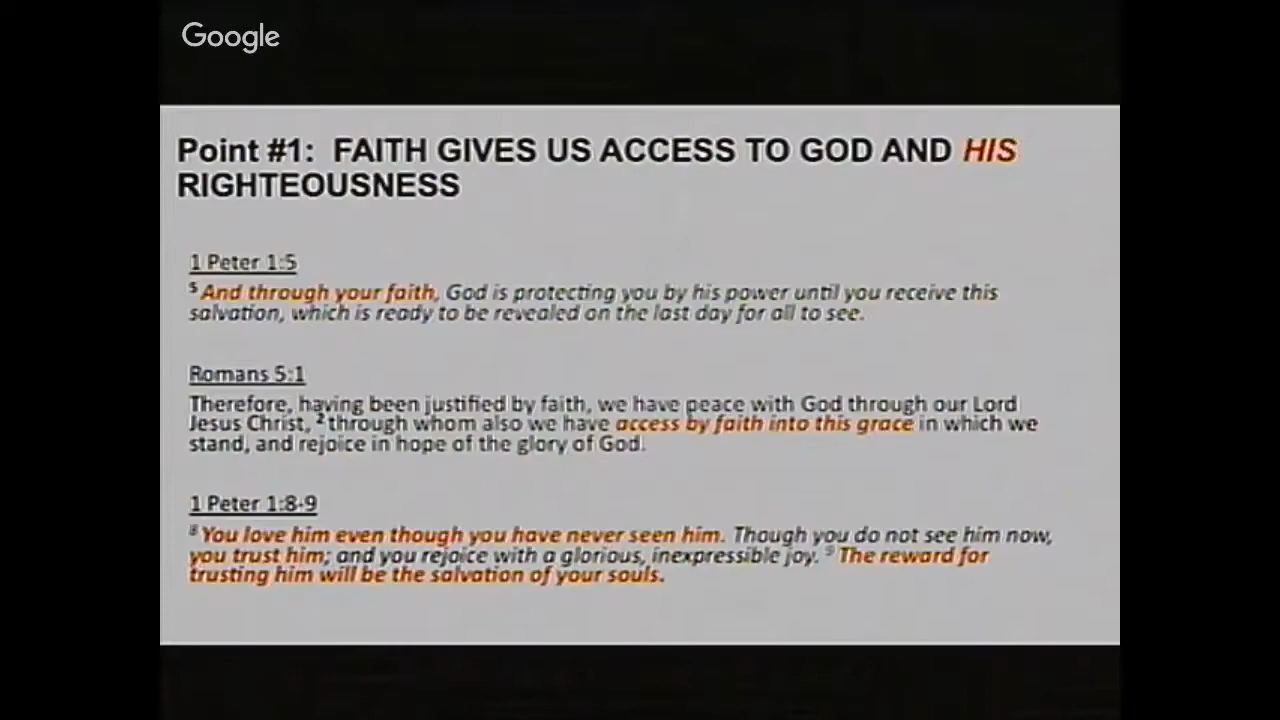 Google
Point #1: FAITH GIVES US ACCESS TO GOD AND HIS
RIGHTEOUSNESS
1 Peter 1:5
5 And through your faith, God is protecting you by his power until you receive this
salvation, which is ready to be revealed on the last day for all to see.
Romans 5:1
Therefore, having been justified by faith, we have peace with God through our Lord
Jesus Christ, 2 through whom also we have access by faith into this grace in which we
stand, and rejoice in hope of the glory of God.
1 Peter 1:8-9
8 You love him even though you have never seen him. Though you do not see him now,
you trust him; and you rejoice with a glorious, inexpressible joy. 9 The reward for
trusting him will be the salvation of your souls.